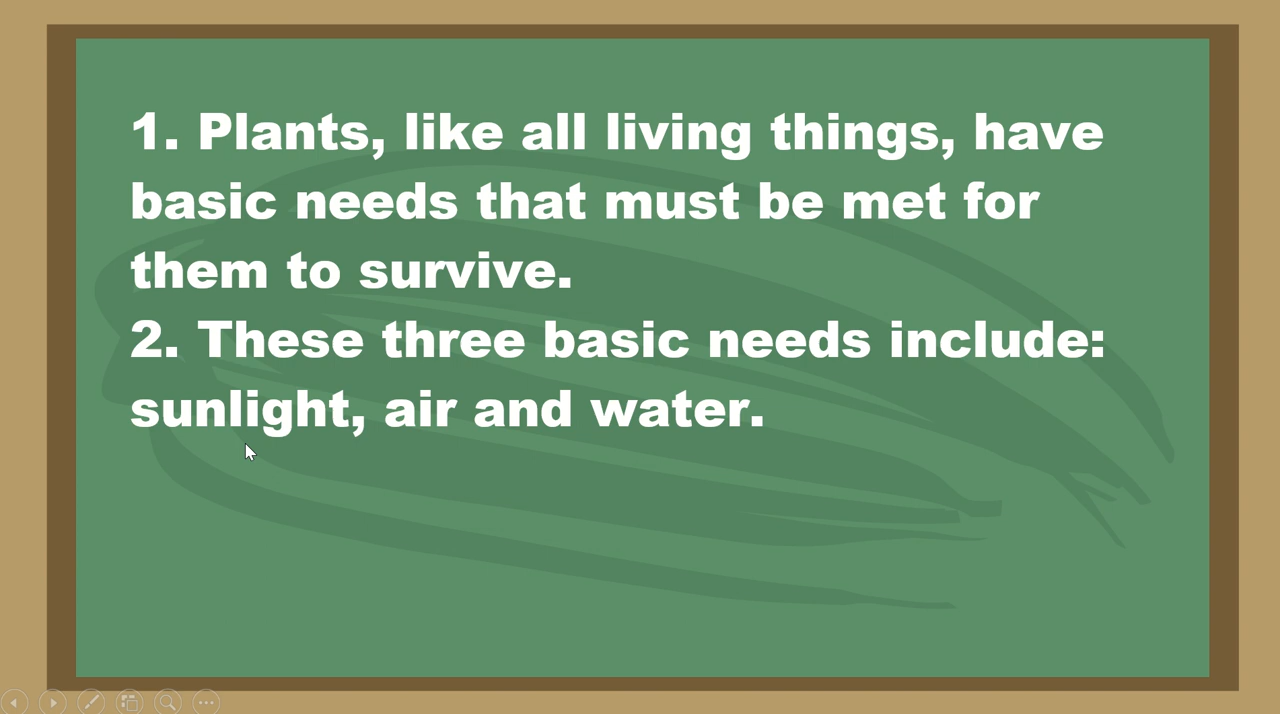 1. Plants, like all living things, have
basic needs that must be met for
them to survive.
2. These three basic needs include:
sunlight, air and water.